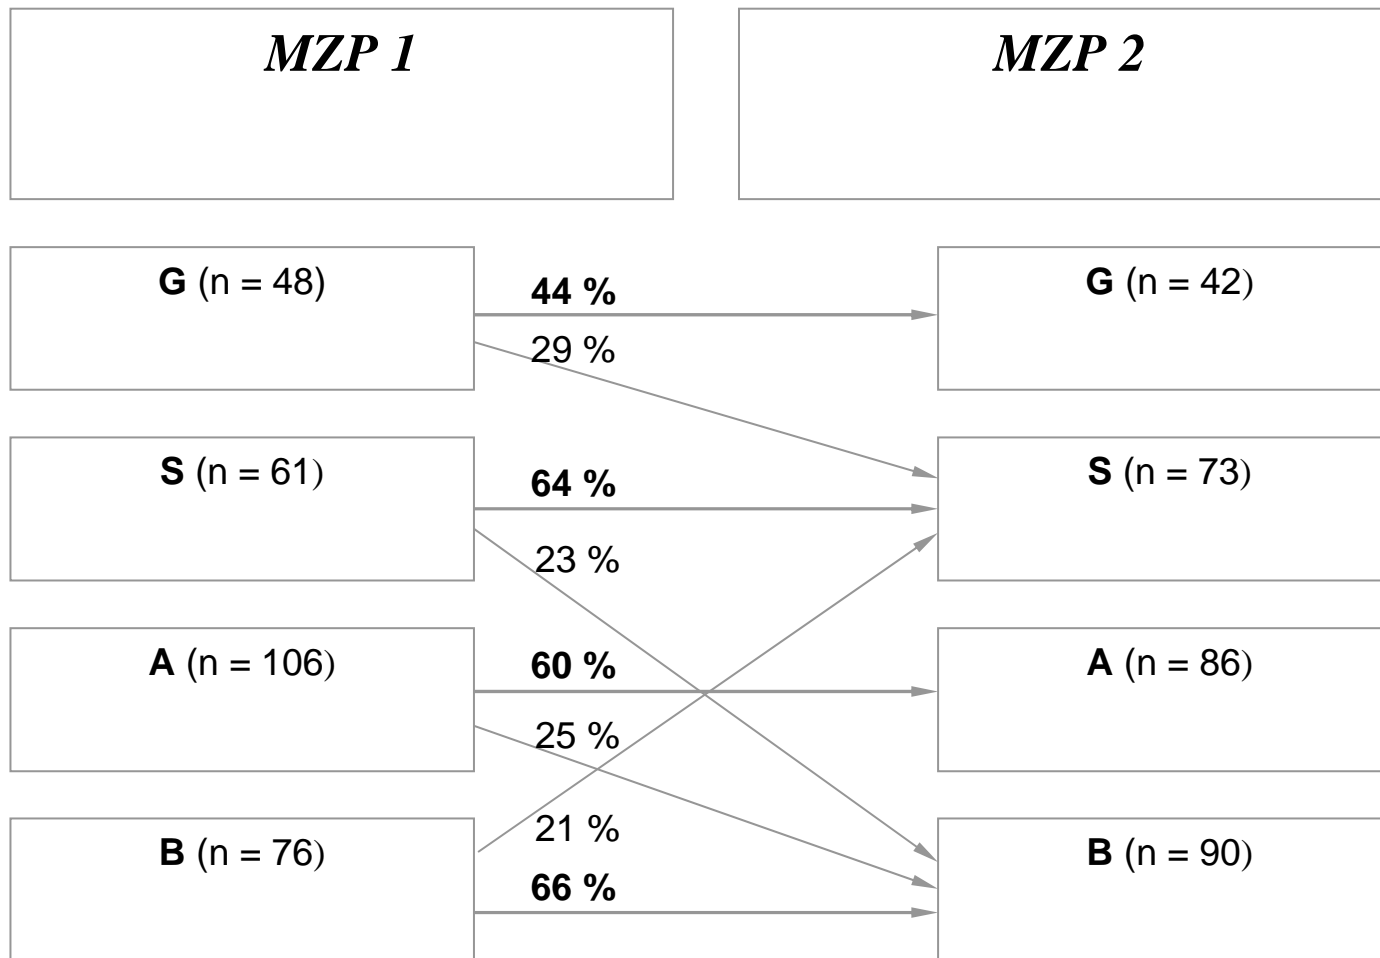 MZP 1
MZP 2
G (n = 48)
44 %
G (n = 42)
29 %
S (n = 61)
64 %
S (n = 73)
23 %
A (n = 106)
60 %
A (n = 86)
25 %
21 %
B (n = 76)
B (n = 90)
66 %